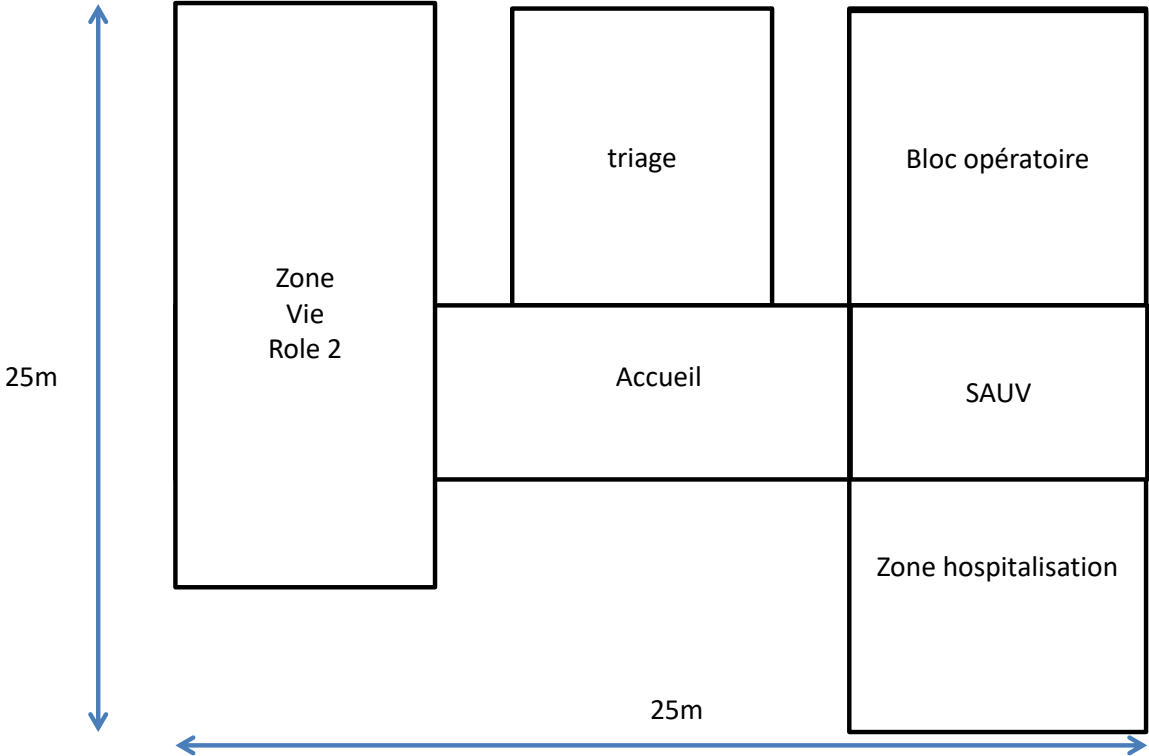 triage
Bloc opératoire
Zone
Vie
Role 2
25m
Accueil
SAUV
Zone hospitalisation
25m